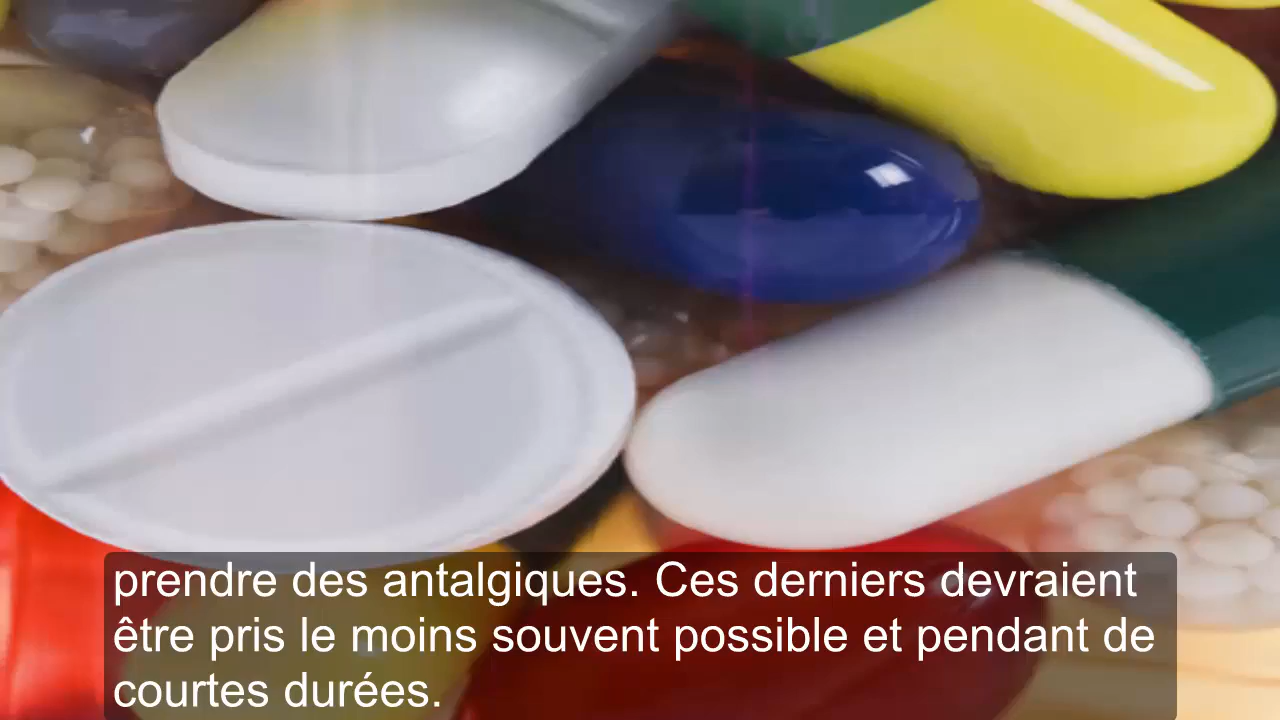 prendre des antalgiques. Ces derniers devraient
être pris le moins souvent possible et pendant de
courtes durées.